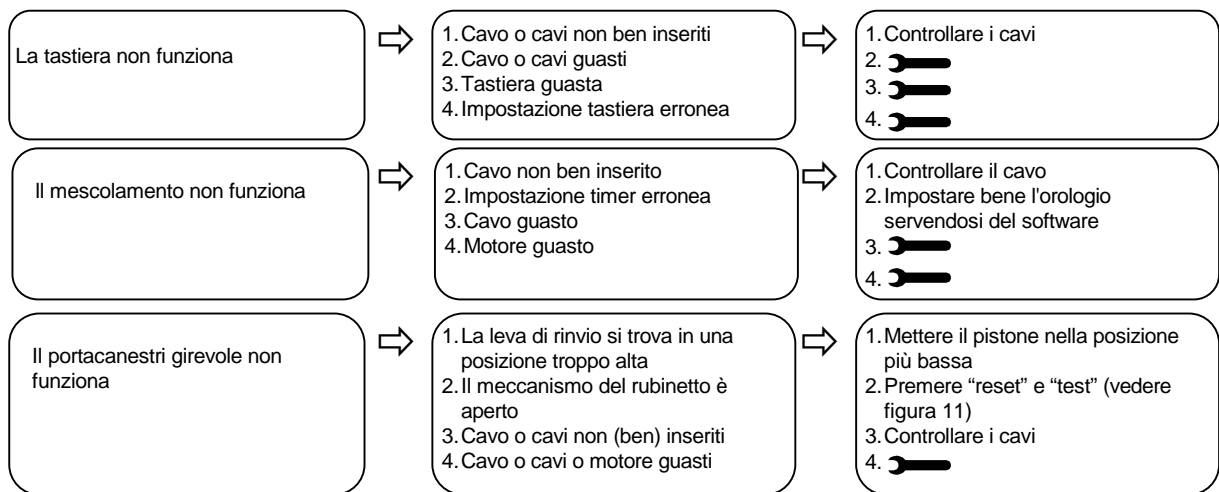 La tastiera non funziona
1. Cavo o cavi non ben inseriti
2. Cavo o cavi guasti
3. Tastiera guasta
4. Impostazione tastiera erronea
1. Controllare i cavi
2.
3.
4.
Il mescolamento non funziona
1. Cavo non ben inserito
2. Impostazione timer erronea
3. Cavo guasto
4. Motore guasto
1. Controllare il cavo
2. Impostare bene l'orologio
servendosi del software
3.
4.
Il portacanestri girevole non
funziona
1. La leva di rinvio si trova in una
posizione troppo alta
2. Il meccanismo del rubinetto è
aperto
3. Cavo o cavi non (ben) inseriti
4. Cavo o cavi o motore guasti
1. Mettere il pistone nella posizione
più bassa
2. Premere “reset” e “test” (vedere
figura 11)
3. Controllare i cavi
4.